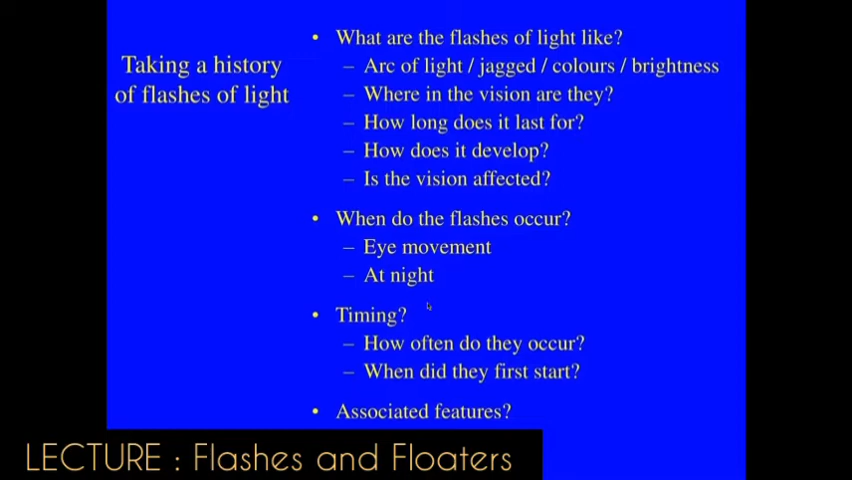 Taking a history
of flashes of light
• What are the flashes of light like?
– Arc of light / jagged / colours / brightness
– Where in the vision are they?
– How long does it last for?
– How does it develop?
– Is the vision affected?
• When do the flashes occur?
– Eye movement
– At night
• Timing?
– How often do they occur?
– When did they first start?
• Associated features?
LECTURE : Flashes and Floaters